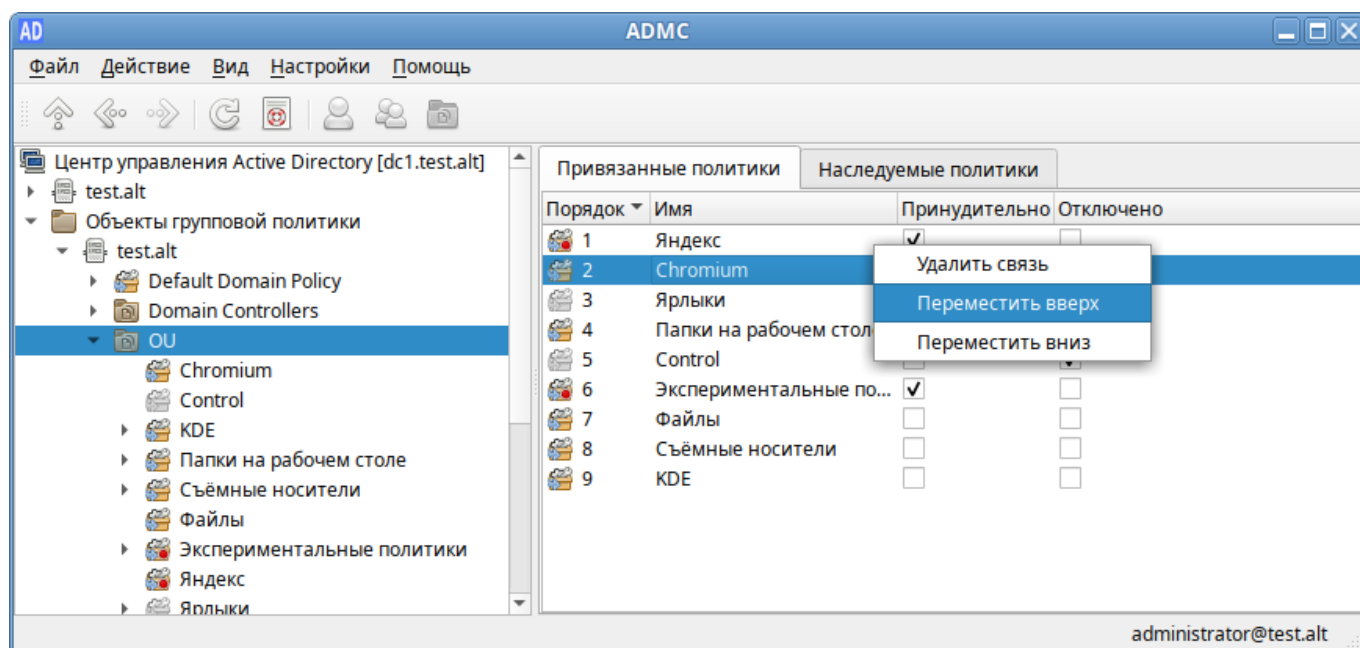 AD ADMC
Файл Действие Вид Настройки Помощь
Центр управления Active Directory [dc1.test.alt]
test.alt
Объекты групповой политики
test.alt
Default Domain Policy
Domain Controllers
OU
Chromium
Control
KDE
Папки на рабочем столе
Съёмные носители
Файлы
Экспериментальные политики
Яндекс
Ярлыки
Привязанные политики Наследуемые политики
Порядок Имя Принудительно Отключено
1 Яндекс
2 Chromium
3 Ярлыки
4 Папки на рабочем стол
5 Control
6 Экспериментальные по...
7 Файлы
8 Съёмные носители
9 KDE
Удалить связь
Переместить вверх
Переместить вниз
administrator@test.alt